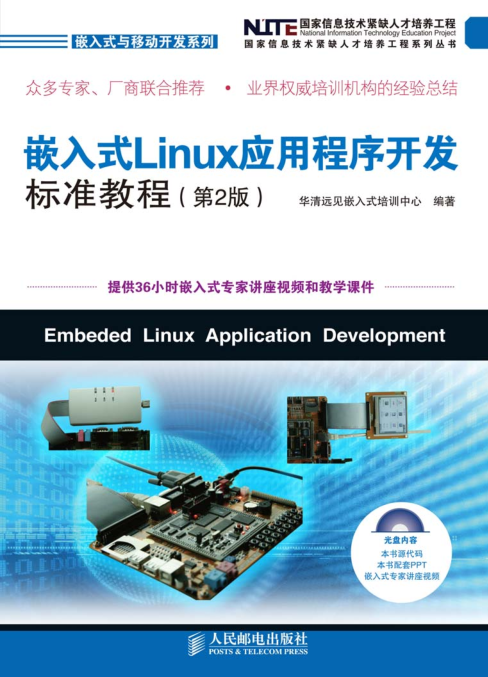 嵌入式与移动开发系列
NITE 国家信息技术紧缺人才培养工程
National Information Technology Education Project
国家信息技术紧缺人才培养工程系列丛书
众多专家、厂商联合推荐 • 业界权威培训机构的经验总结
嵌入式Linux应用程序开发
标准教程（第2版）
华清远见嵌入式培训中心 编著
提供36小时嵌入式专家讲座视频和教学课件
Embeded Linux Application Development
光盘内容
本书源代码
本书配套PPT
嵌入式专家讲座视频
人民邮电出版社
POSTS & TELECOM PRESS